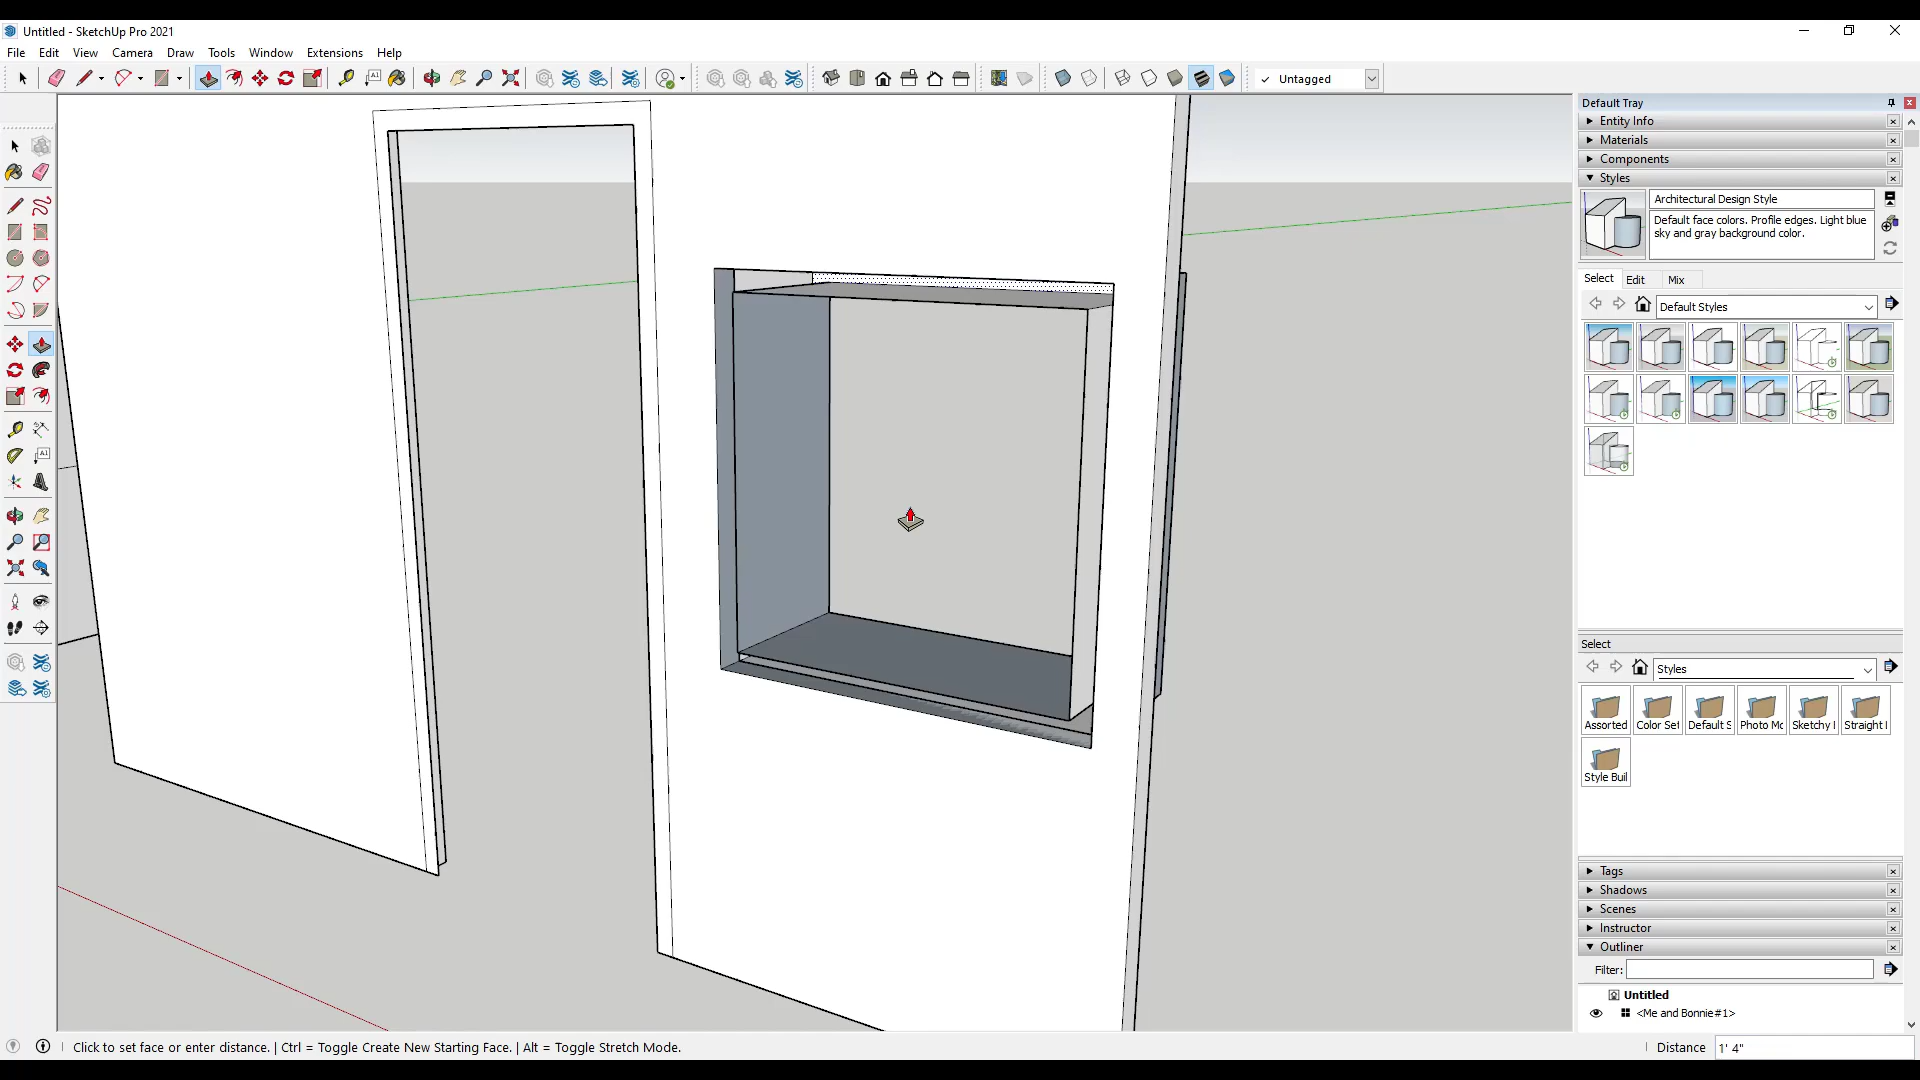 Untitled - SketchUp Pro 2021
File Edit View Camera Draw Tools Window Extensions Help
A1
✓ Untagged
Default Tray
Entity Info
Materials
Components
Styles
Architectural Design Style
Default face colors. Profile edges. Light blue
sky and gray background color.
Select Edit Mix
Default Styles
A1
Select
Styles
Assorted Color Set Default S Photo Mo Sketchy Straight
Style Buil
Tags
Shadows
Scenes
Instructor
Outliner
Filter:
Untitled
<Me and Bonnie#1>
Click to set face or enter distance. | Ctrl = Toggle Create New Starting Face. | Alt = Toggle Stretch Mode.
Distance 1' 4"